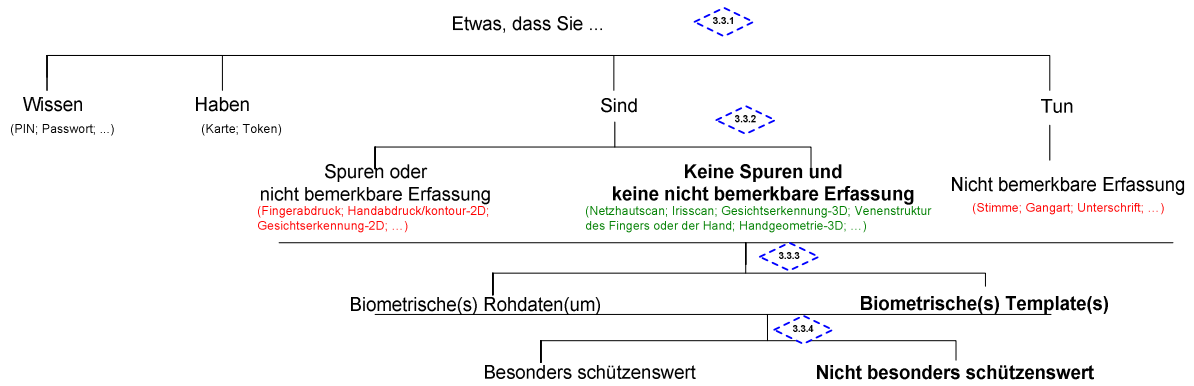 Etwas, dass Sie ...
3.3.1
Wissen
Haben
Sind
Tun
(PIN; Passwort; ...)
(Karte; Token)
3.3.2
Spuren oder
nicht bemerkbare Erfassung
(Fingerabdruck; Handabdruck/kontour-2D;
Gesichtserkennung-2D; ...)
Keine Spuren und
keine nicht bemerkbare Erfassung
(Netzhautscan; Irisscan; Gesichtserkennung-3D; Venenstruktur
des Fingers oder der Hand; Handgeometrie-3D; ...)
Nicht bemerkbare Erfassung
(Stimme; Gangart; Unterschrift; ...)
3.3.3
Biometrische(s) Rohdaten(um)
Biometrische(s) Template(s)
3.3.4
Besonders schützenswert
Nicht besonders schützenswert